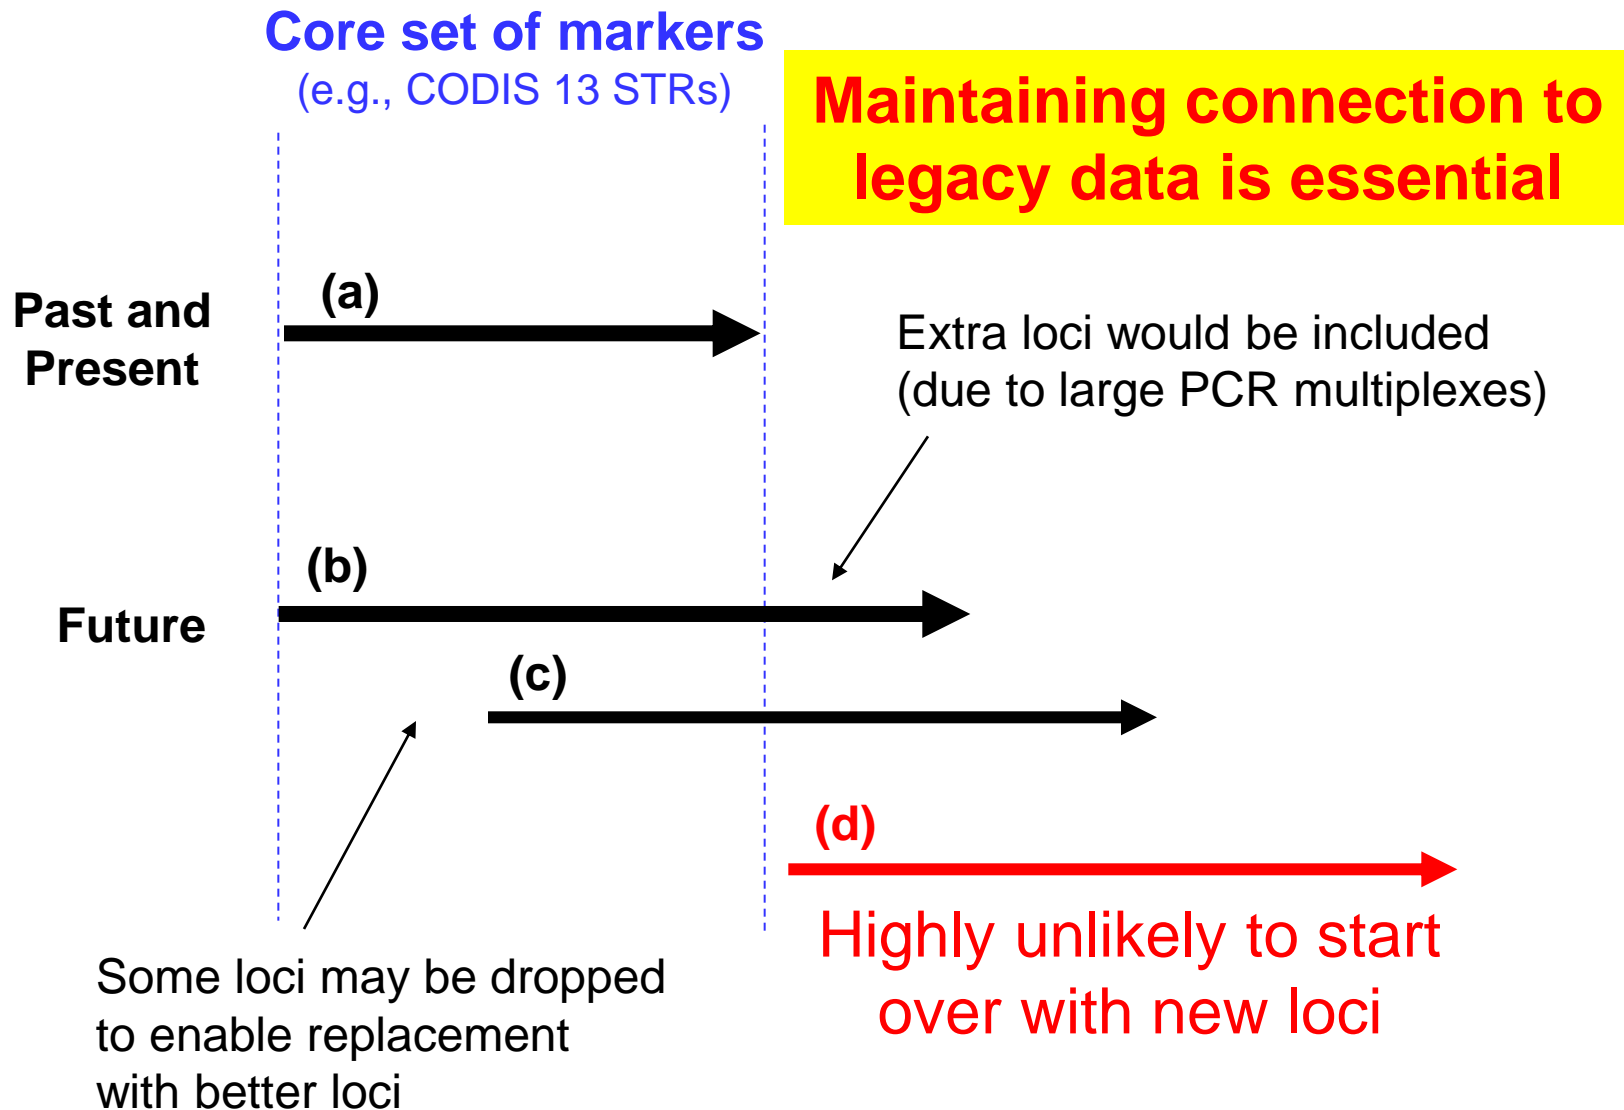 Core set of markers
(e.g., CODIS 13 STRs)
Maintaining connection to
legacy data is essential
(a)
Past and
Present
Extra loci would be included
(due to large PCR multiplexes)
(b)
Future
(c)
(d)
Highly unlikely to start
over with new loci
Some loci may be dropped
to enable replacement
with better loci